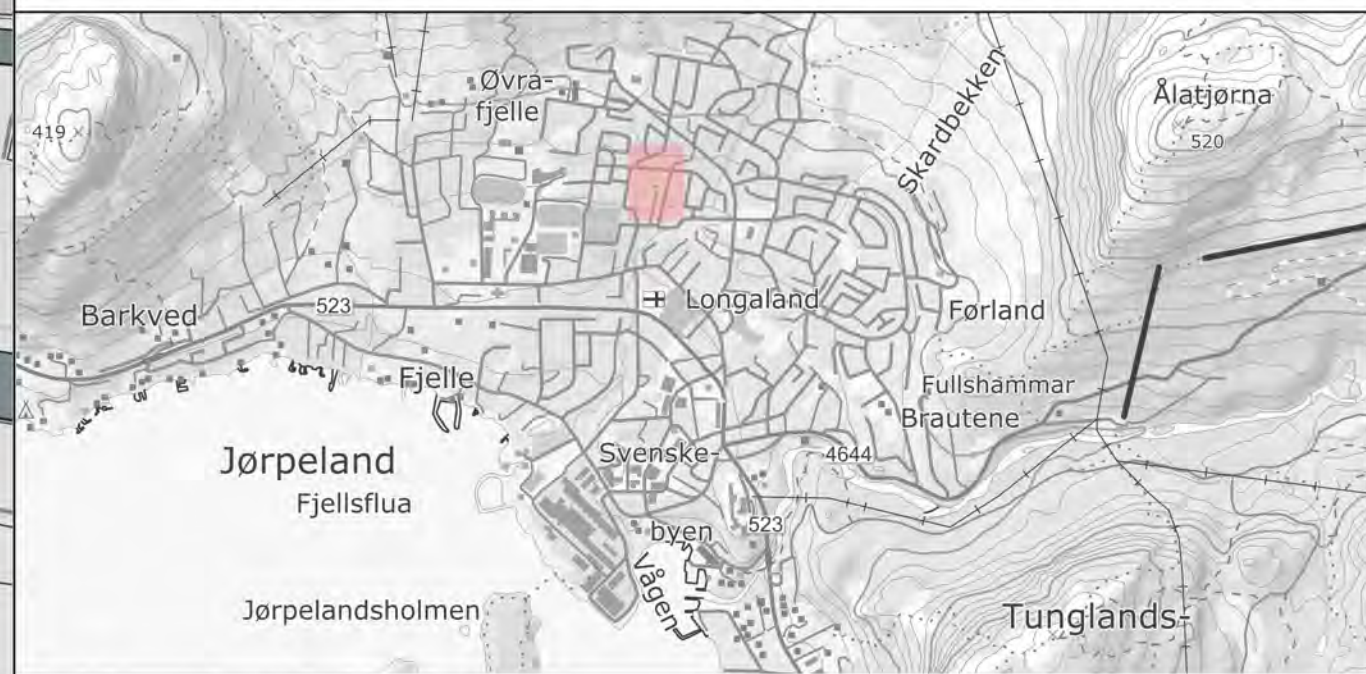 Øvra-
fjelle
Skardbekken
Ålatjørna
520
419
Barkved
523
Longaland
Førland
Fjelle
Fullshammar
Brautene
Jørpeland
Svenske-
4644
Fjellsflua
byen
523
Vågen
Jørpelandsholmen
Tunglands-